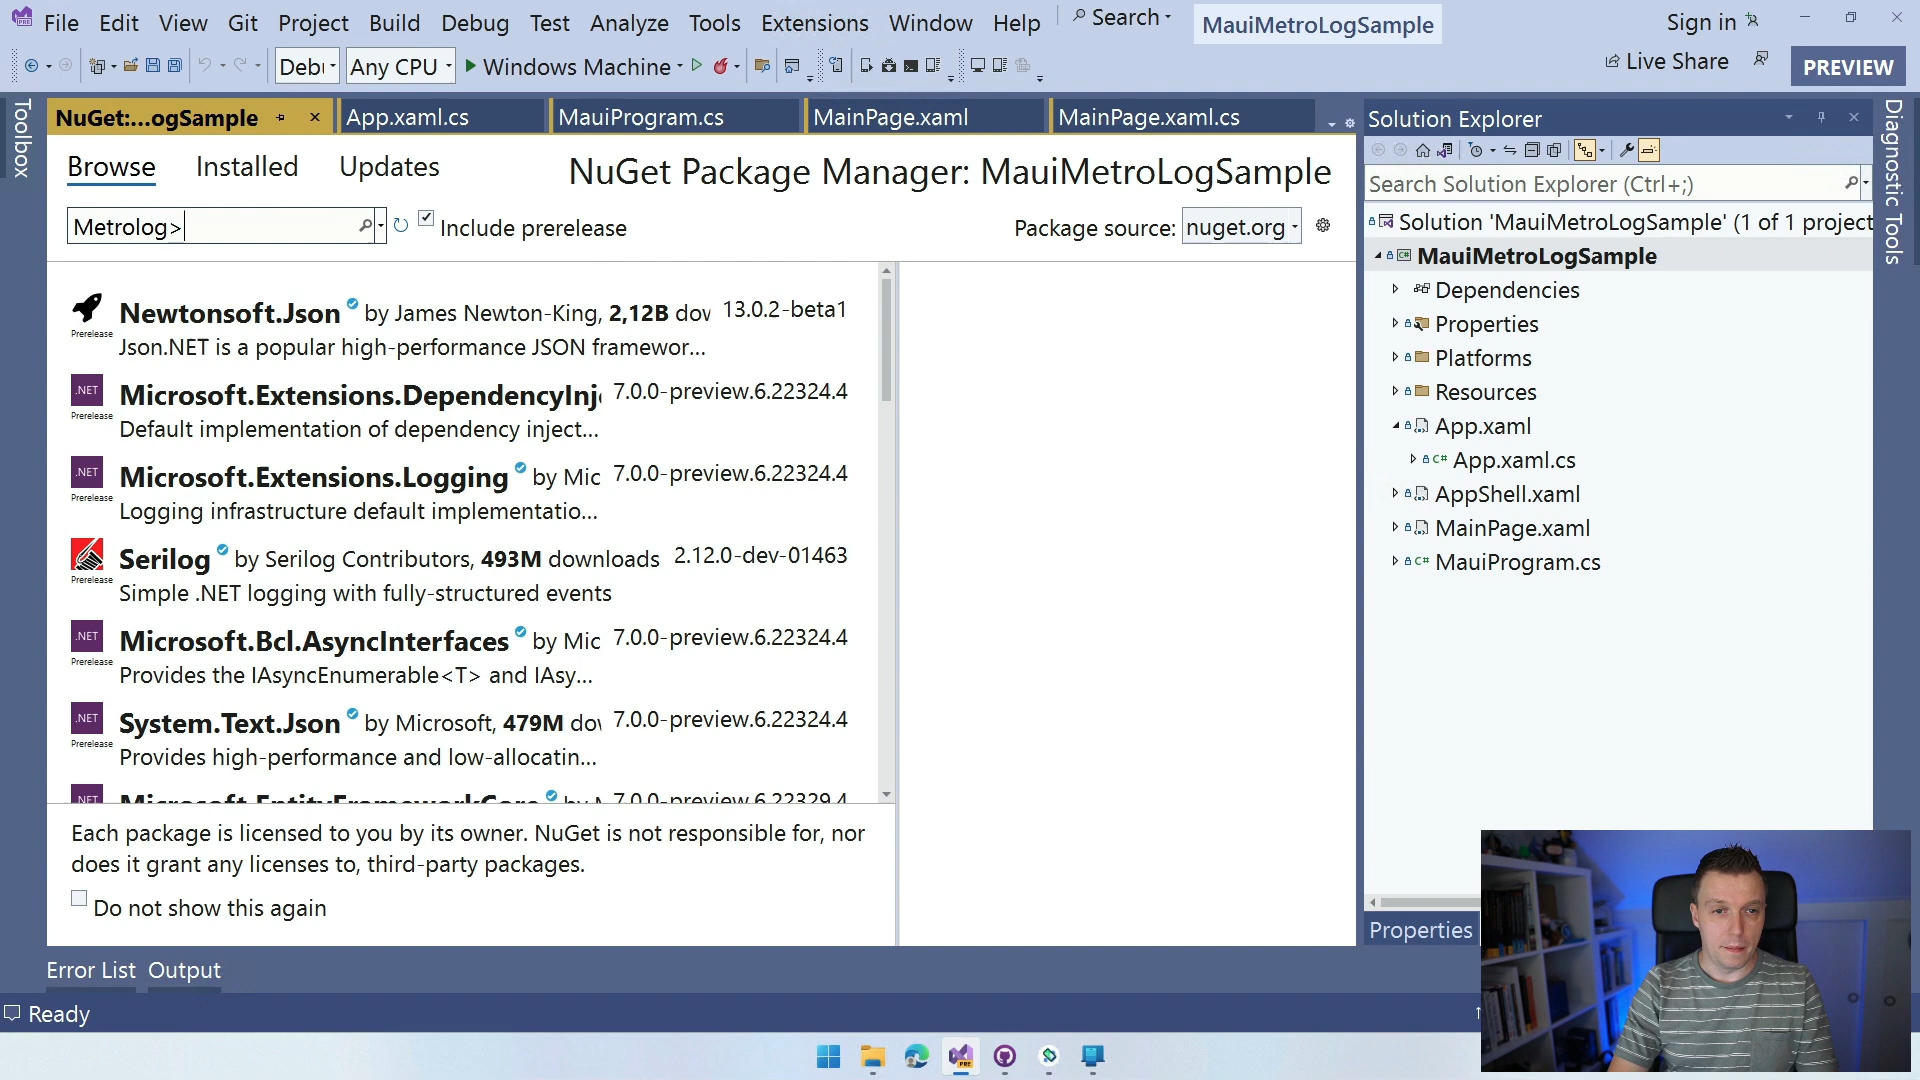 File Edit View Git Project Build Debug Test Analyze Tools Extensions Window Help Search MauiMetroLogSample Sign in
Any CPU Windows Machine Live Share PREVIEW
Toolbox
NuGet:...ogSample App.xaml.cs MauiProgram.cs MainPage.xaml MainPage.xaml.cs
Browse Installed Updates NuGet Package Manager: MauiMetroLogSample
Metrolog> Include prerelease Package source: nuget.org
Newtonsoft.Json by James Newton-King, 2,12B 13.0.2-beta1
Prerelease
Json.NET is a popular high-performance JSON framewor...
.NET Microsoft.Extensions.DependencyInj 7.0.0-preview.6.22324.4
Prerelease
Default implementation of dependency inject...
.NET Microsoft.Extensions.Logging by Mic 7.0.0-preview.6.22324.4
Prerelease
Logging infrastructure default implementatio...
Serilog by Serilog Contributors, 493M downloads 2.12.0-dev-01463
Prerelease
Simple .NET logging with fully-structured events
.NET Microsoft.Bcl.AsyncInterfaces by Mic 7.0.0-preview.6.22324.4
Prerelease
Provides the IAsyncEnumerable<T> and IAsy...
.NET System.Text.Json by Microsoft, 479M 7.0.0-preview.6.22324.4
Prerelease
Provides high-performance and low-allocatin...
.NET Microsoft.EntityFrameworkCore 7.0.0-preview.6.22329.4
Each package is licensed to you by its owner. NuGet is not responsible for, nor
does it grant any licenses to, third-party packages.
Do not show this again
Solution Explorer
Search Solution Explorer (Ctrl+;)
Solution 'MauiMetroLogSample' (1 of 1 project
MauiMetroLogSample
Dependencies
Properties
Platforms
Resources
App.xaml
C# App.xaml.cs
AppShell.xaml
MainPage.xaml
C# MauiProgram.cs
Properties
Diagnostic Tools
Error List Output
Ready